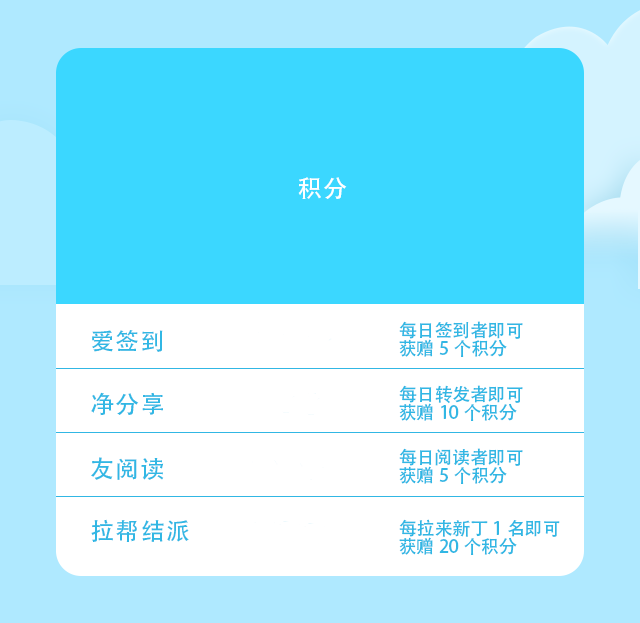 积分
爱签到
每日签到者即可
获赠 5 个积分
净分享
每日转发者即可
获赠 10 个积分
友阅读
每日阅读者即可
获赠 5 个积分
拉帮结派
每拉来新丁 1 名即可
获赠 20 个积分